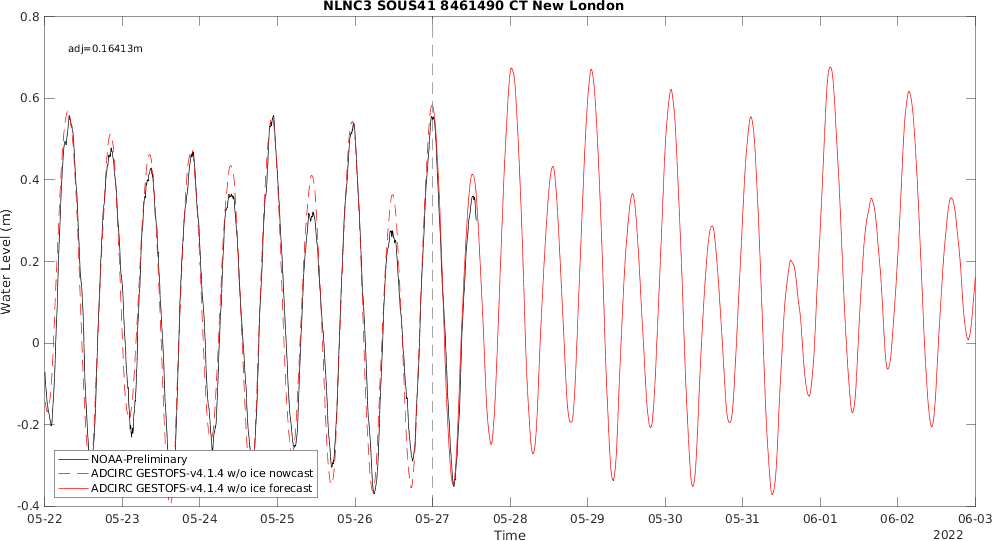 NLNC3 SOUS41 8461490 CT New London
adj=0.16413m
Water Level (m)
0.8
0.6
0.4
0.2
0
-0.2
-0.4
NOAA-Preliminary
ADCIRC GESTOFS-v4.1.4 w/o ice nowcast
ADCIRC GESTOFS-v4.1.4 w/o ice forecast
05-22 05-23 05-24 05-25 05-26 05-27 05-28 05-29 05-30 05-31 06-01 06-02 06-03
Time
2022